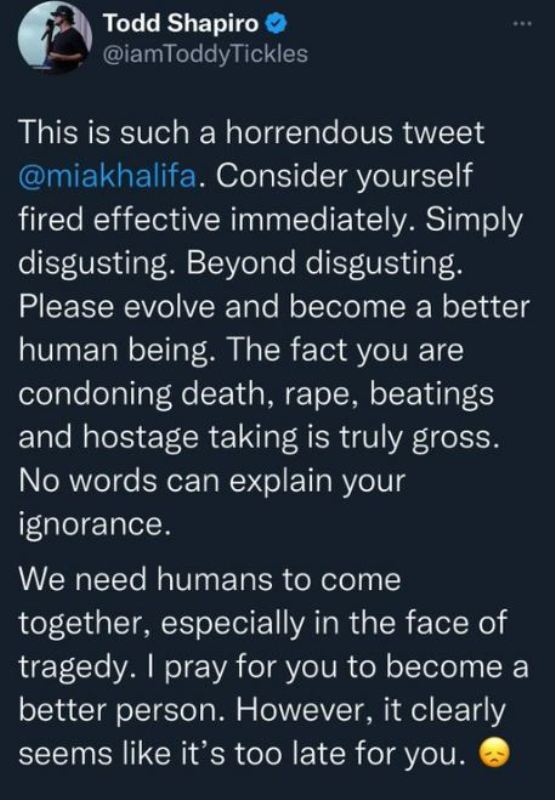 Todd Shapiro
@iamToddyTickles
This is such a horrendous tweet
@miakhalifa. Consider yourself
fired effective immediately. Simply
disgusting. Beyond disgusting.
Please evolve and become a better
human being. The fact you are
condoning death, rape, beatings
and hostage taking is truly gross.
No words can explain your
ignorance.
We need humans to come
together, especially in the face of
tragedy. I pray for you to become a
better person. However, it clearly
seems like it’s too late for you. 😞